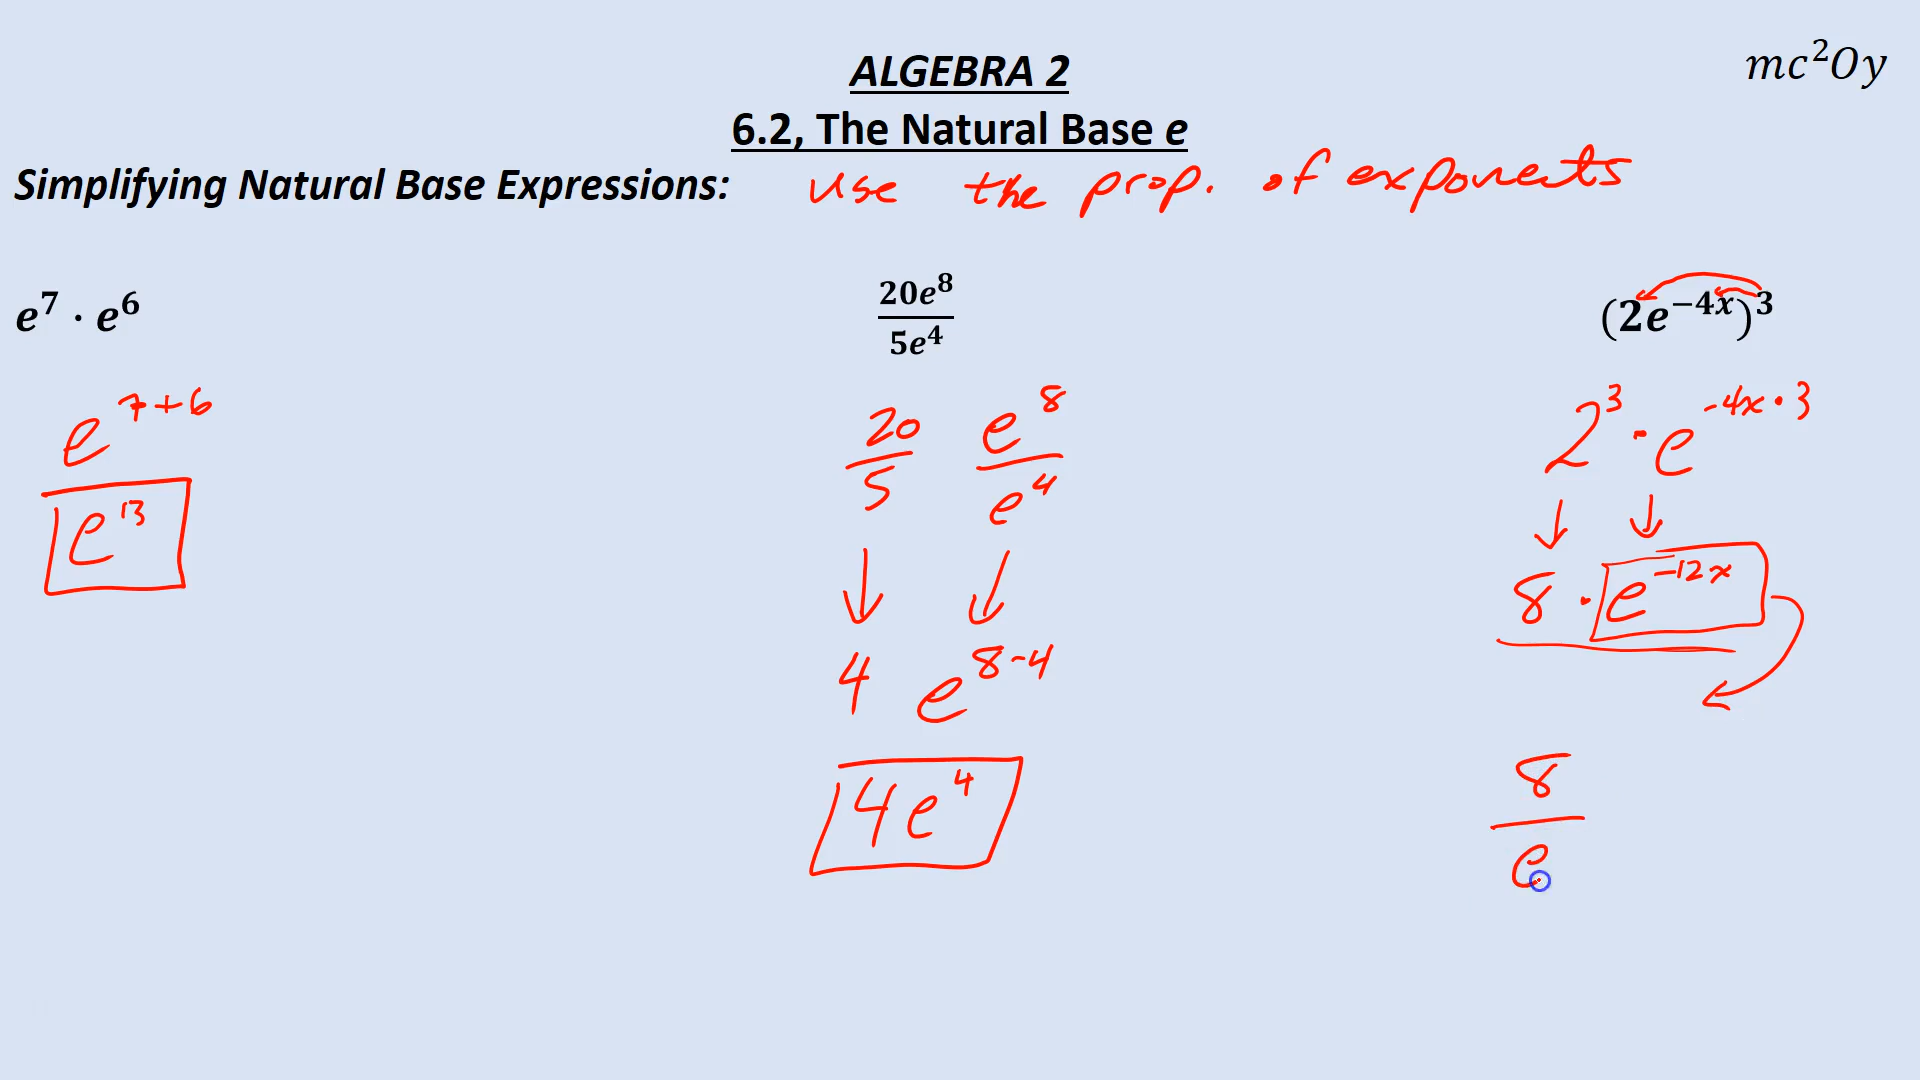 ALGEBRA 2
mc²Oy
6.2, The Natural Base e
Simplifying Natural Base Expressions: use the prop. of exponents
e⁷ · e⁶
e⁷⁺⁶
e¹³
20e⁸
5e⁴
20 e⁸
5 e⁴
4 e⁸⁻⁴
4e⁴
(2e⁻⁴ˣ)³
2³ · e⁻⁴ˣ·³
8 · e⁻¹²ˣ
8
e